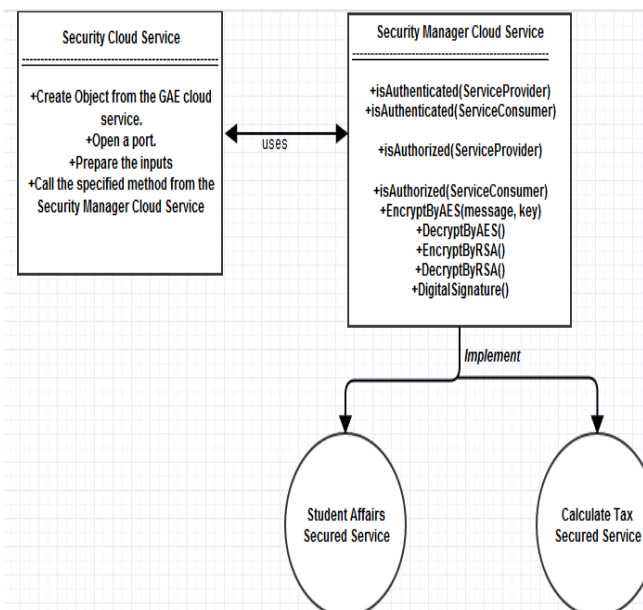 Security Cloud Service
+Create Object from the GAE cloud
service.
+Open a port.
+Prepare the inputs
+Call the specified method from the
Security Manager Cloud Service
uses
Security Manager Cloud Service
+isAuthenticated(ServiceProvider)
+isAuthenticated(ServiceConsumer)
+isAuthorized(ServiceProvider)
+isAuthorized(ServiceConsumer)
+EncryptByAES(message, key)
+DecryptByAES()
+EncryptByRSA()
+DecryptByRSA()
+DigitalSignature()
Implement
Student Affairs
Secured Service
Calculate Tax
Secured Service